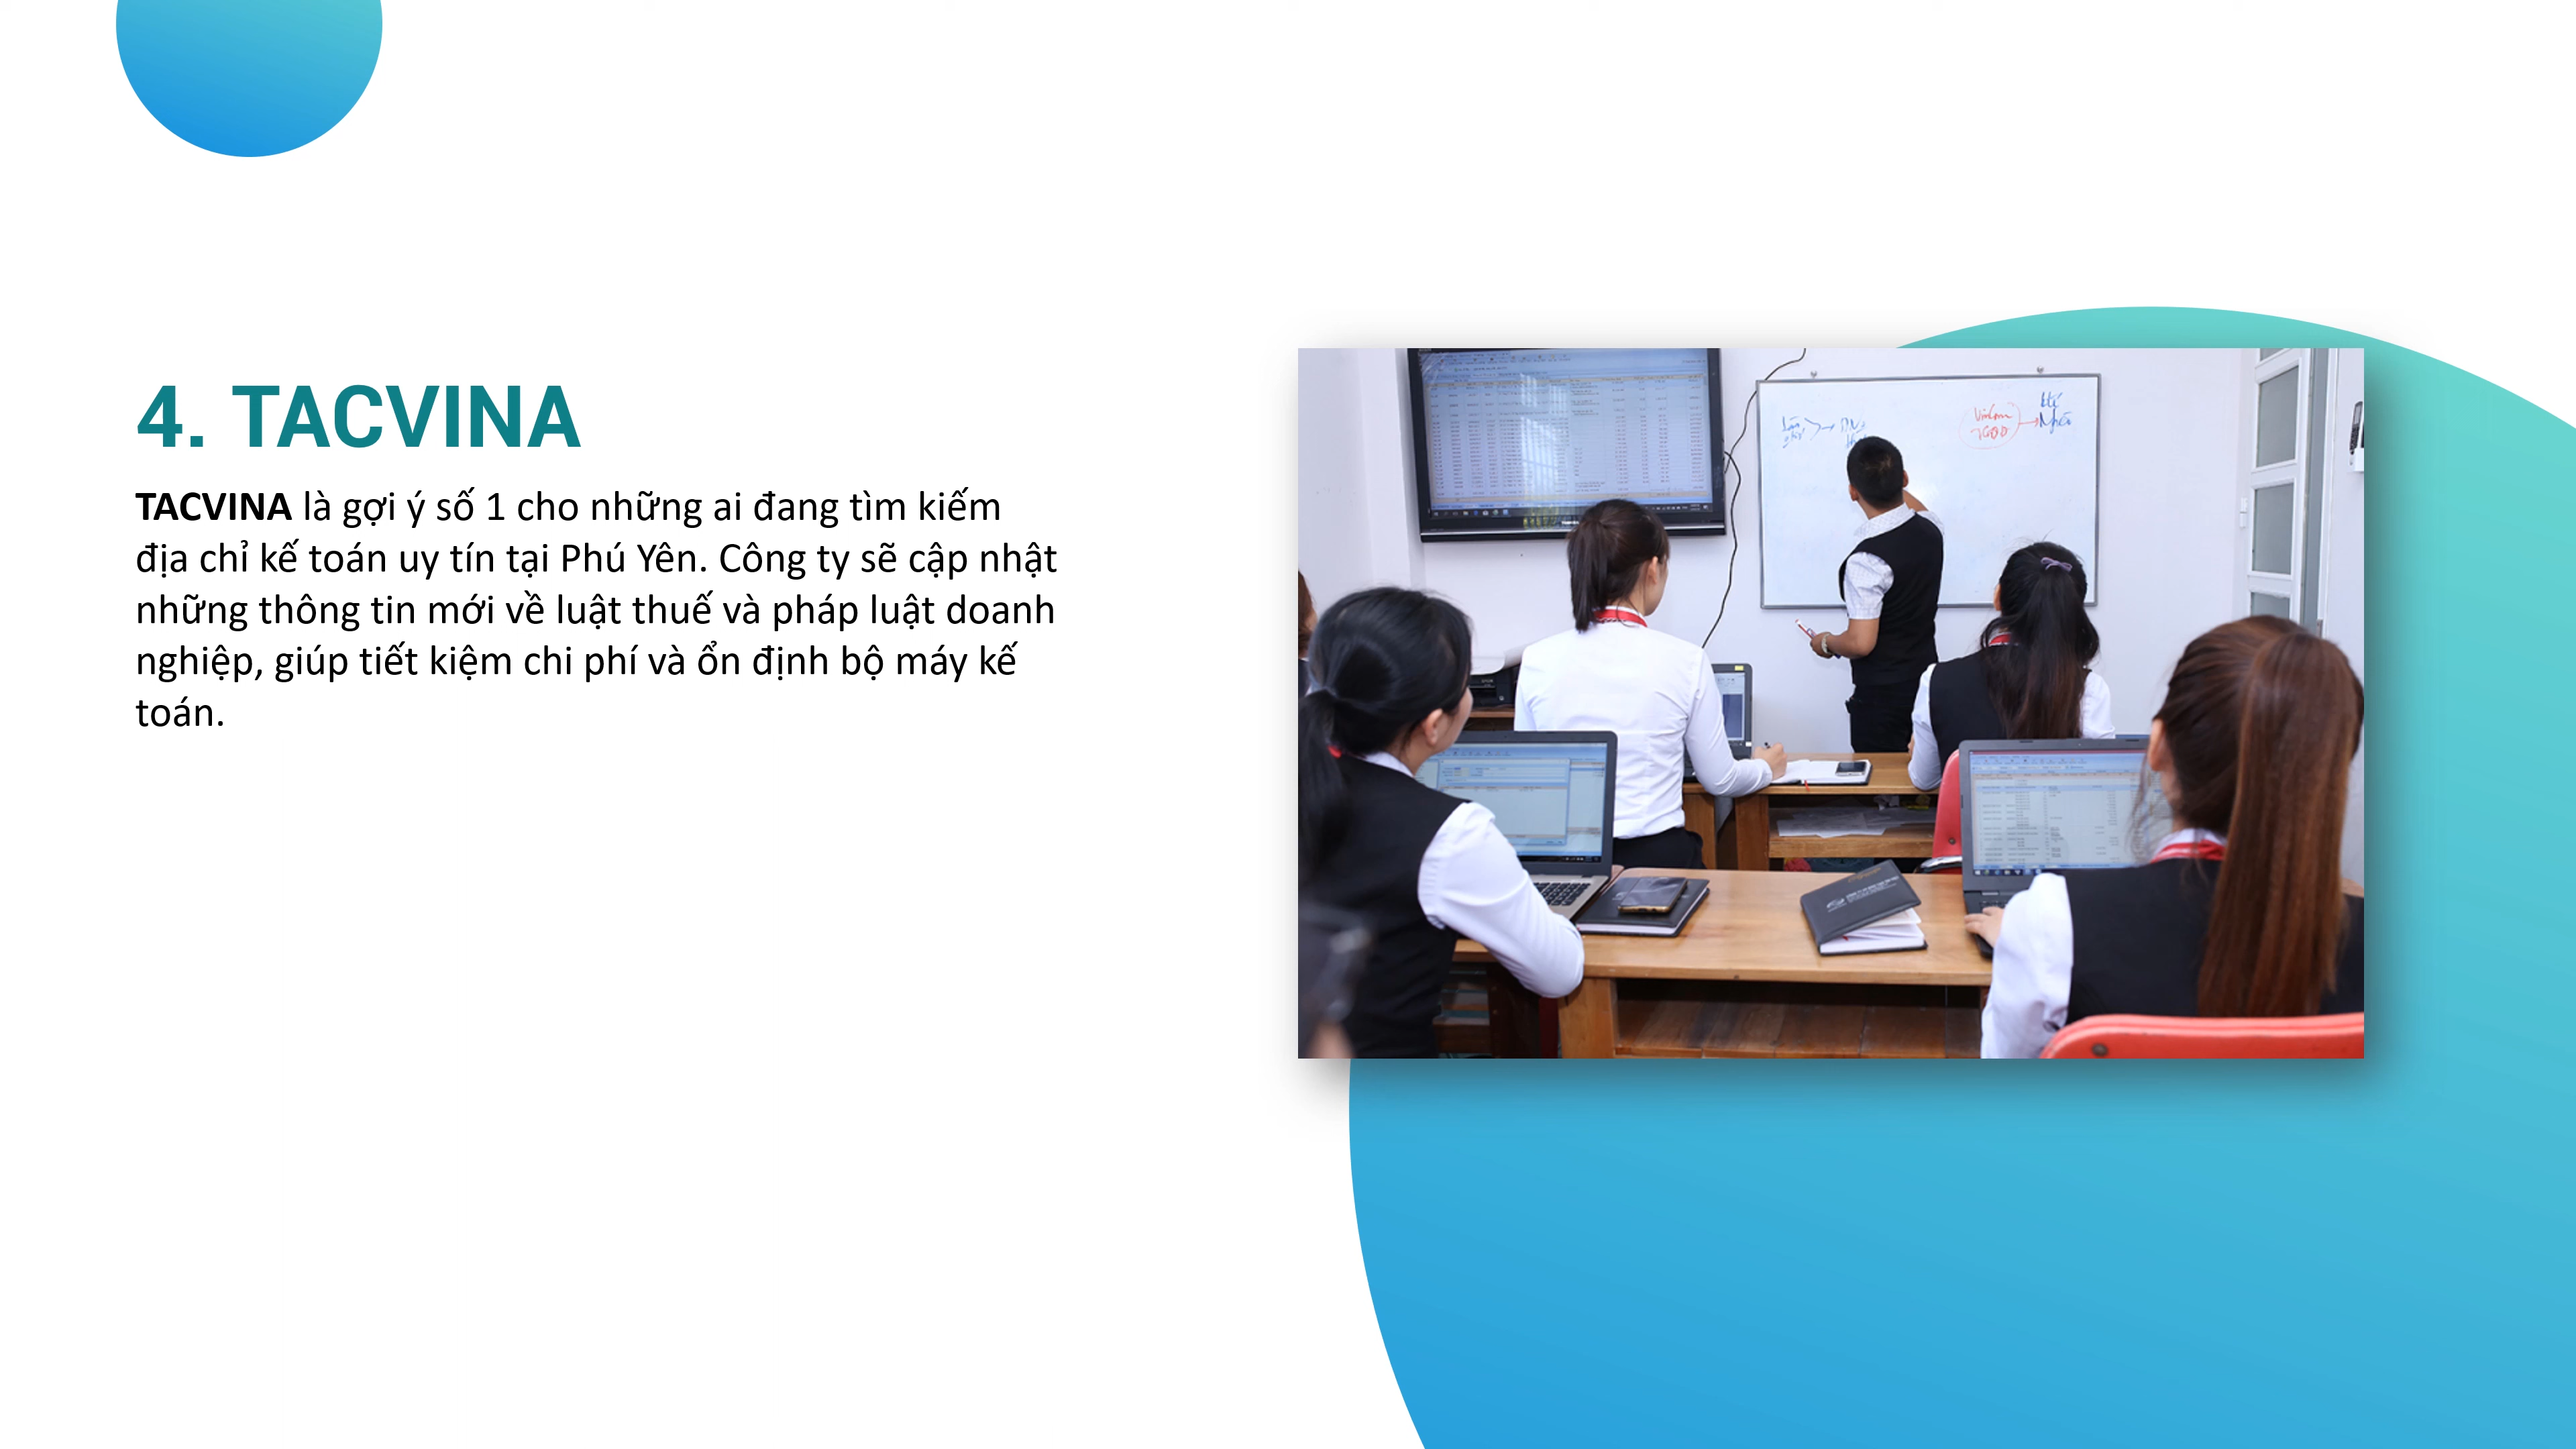 4. TACVINA
TACVINA là gợi ý số 1 cho những ai đang tìm kiếm
địa chỉ kế toán uy tín tại Phú Yên. Công ty sẽ cập nhật
những thông tin mới về luật thuế và pháp luật doanh
nghiệp, giúp tiết kiệm chi phí và ổn định bộ máy kế
toán.